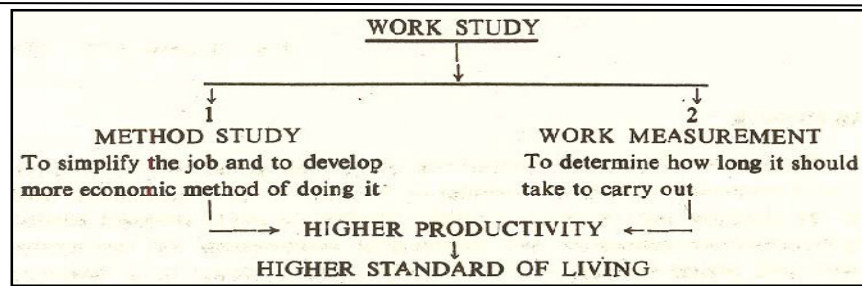 WORK STUDY
1
2
METHOD STUDY
WORK MEASUREMENT
To simplify the job and to develop
more economic method of doing it
To determine how long it should
take to carry out
HIGHER PRODUCTIVITY
HIGHER STANDARD OF LIVING